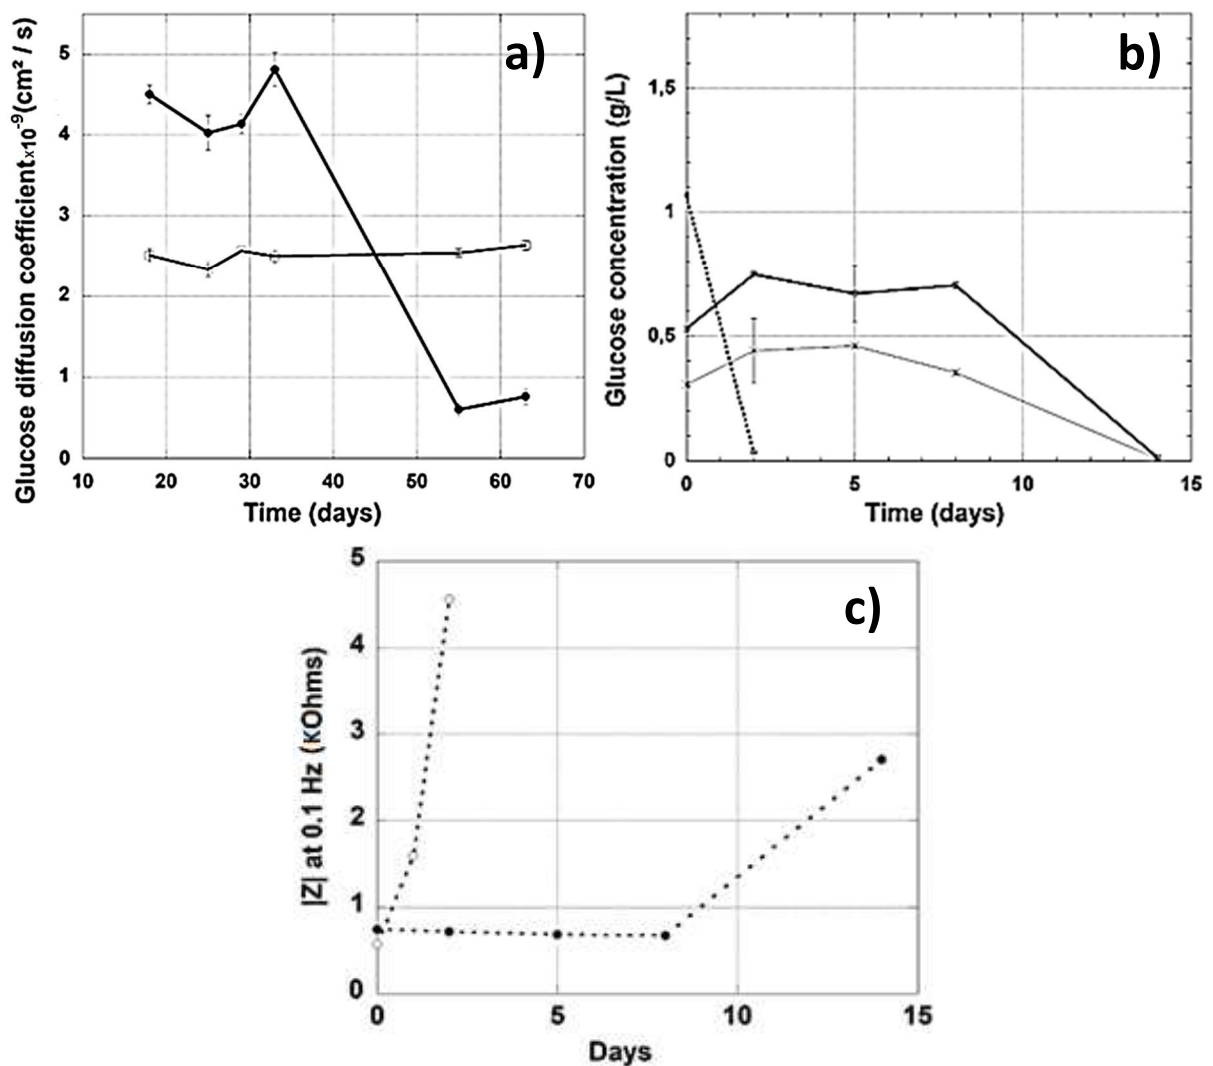 a)
Glucose diffusion coefficient×10⁻⁹(cm² / s)
5
4
3
2
1
0
10 20 30 40 50 60 70
Time (days)
b)
Glucose concentration (g/L)
1,5
1
0,5
0
0 5 10 15
Time (days)
c)
|Z| at 0.1 Hz (кOhms)
5
4
3
2
1
0
0 5 10 15
Days